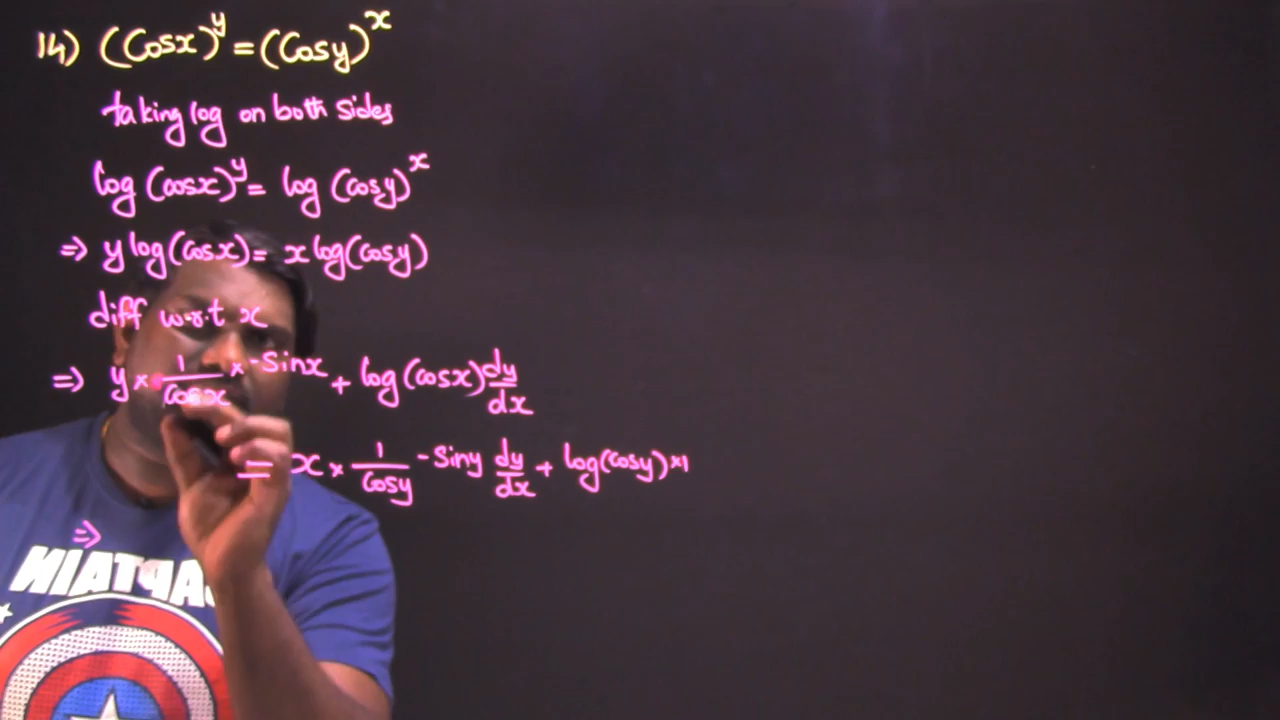 14) (Cosx)^y = (Cosy)^x
taking log on both sides
log (cosx)^y = log (cosy)^x
⇒ y log(cosx) = x log(cosy)
diff w.r.t x
⇒ y × 1/cosx × -Sinx + log(cosx) dy/dx
= x × 1/cosy -Siny dy/dx + log(cosy) ×1
⇒